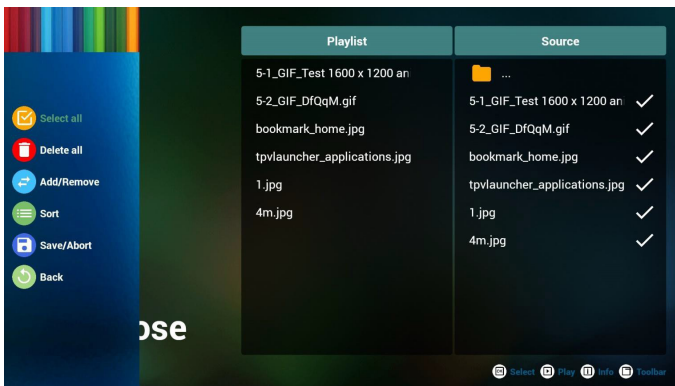 Select all
Delete all
Add/Remove
Sort
Save/Abort
Back
ose
Playlist
5-1_GIF_Test 1600 x 1200 an
5-2_GIF_DfQqM.gif
bookmark_home.jpg
tpvlauncher_applications.jpg
1.jpg
4m.jpg
Source
...
5-1_GIF_Test 1600 x 1200 an
5-2_GIF_DfQqM.gif
bookmark_home.jpg
tpvlauncher_applications.jpg
1.jpg
4m.jpg
Select Play Info Toolbar